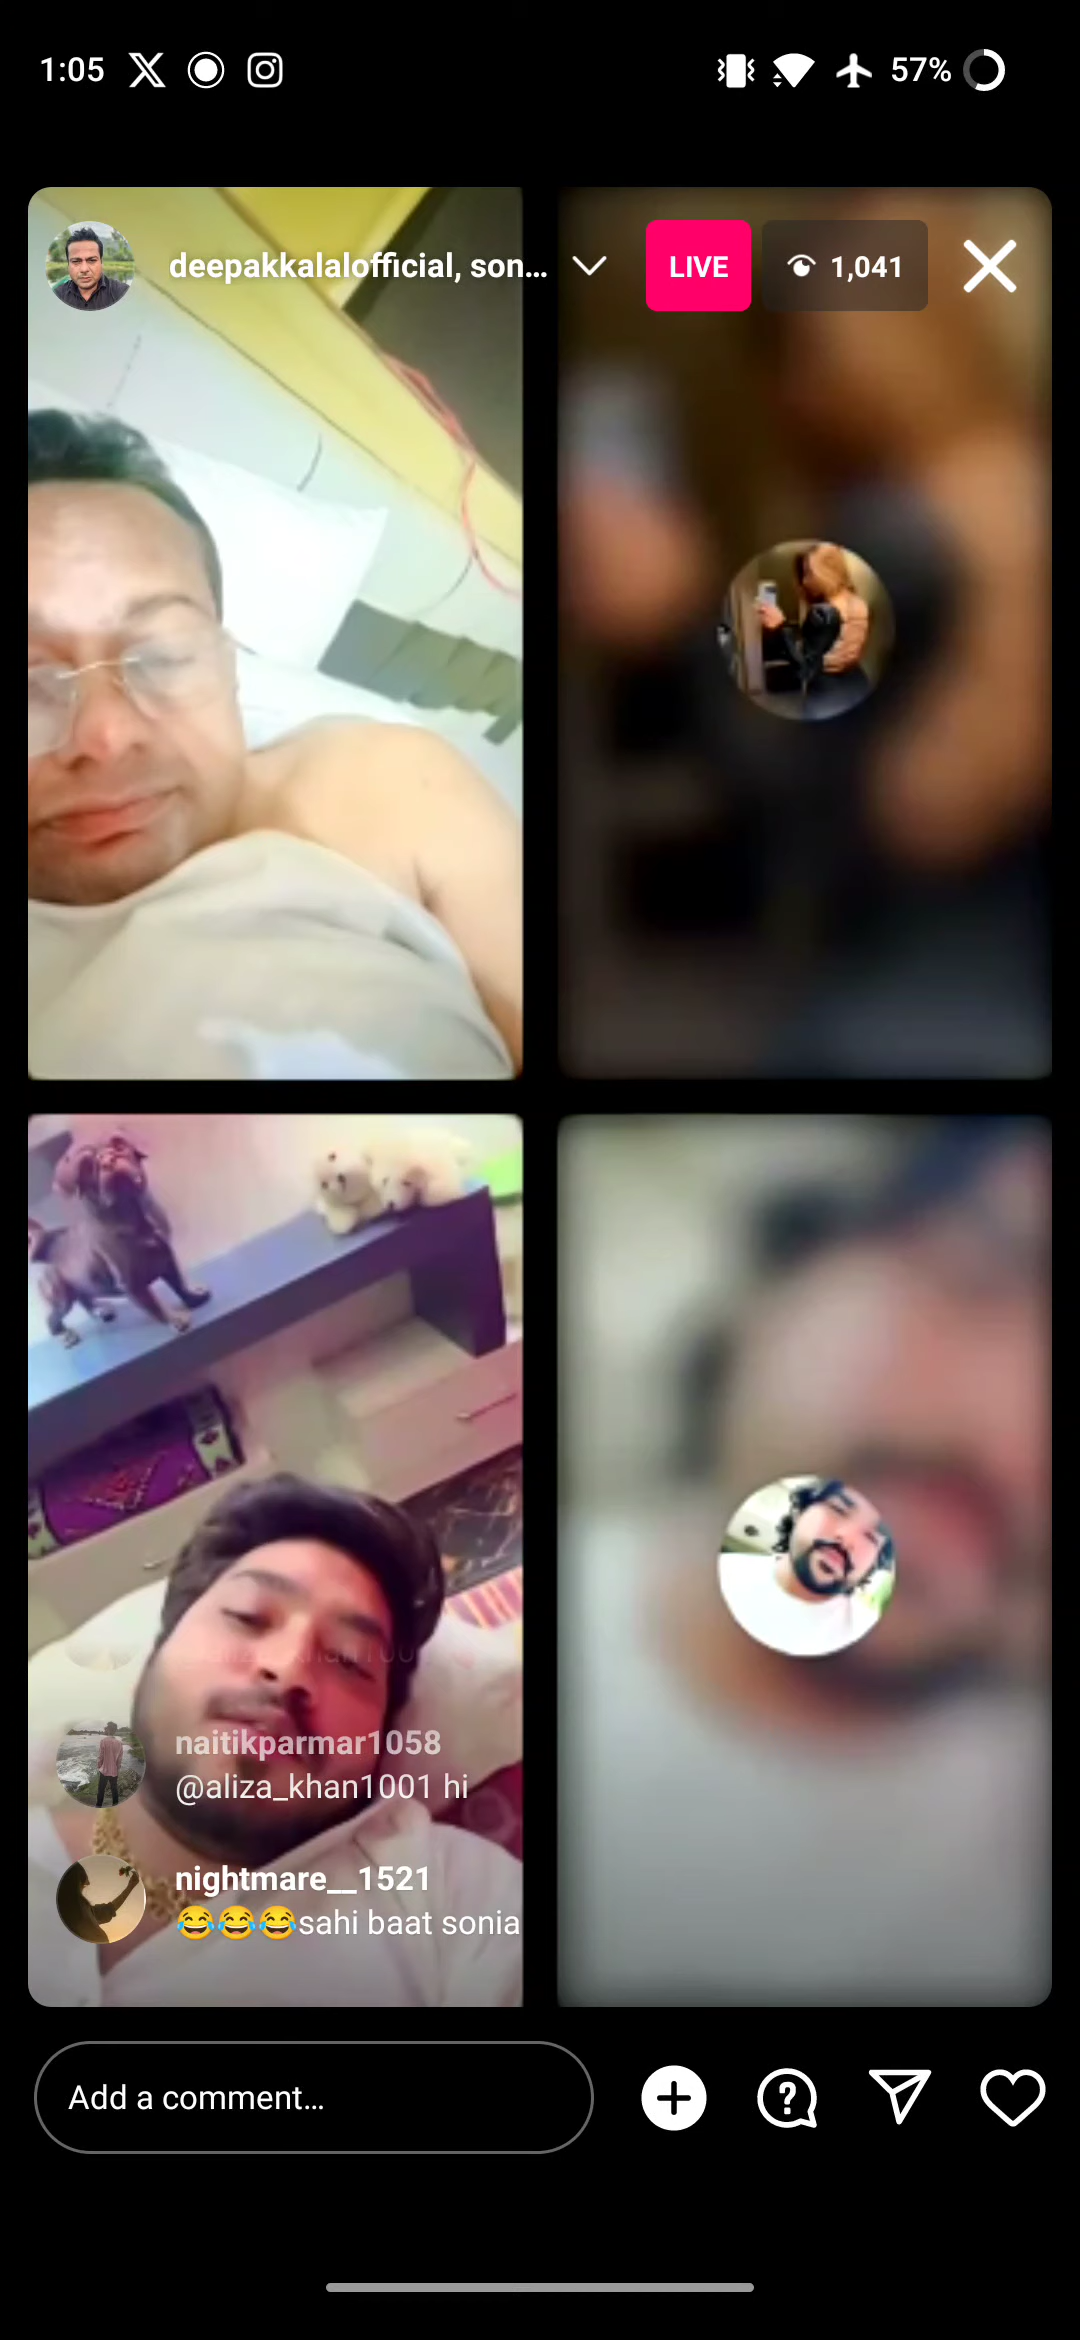 1:05 57%
deepakkalalofficial, son... LIVE 1,041
naitikparmar1058
@aliza_khan1001 hi
nightmare__1521
😂😂😂sahi baat sonia
Add a comment...